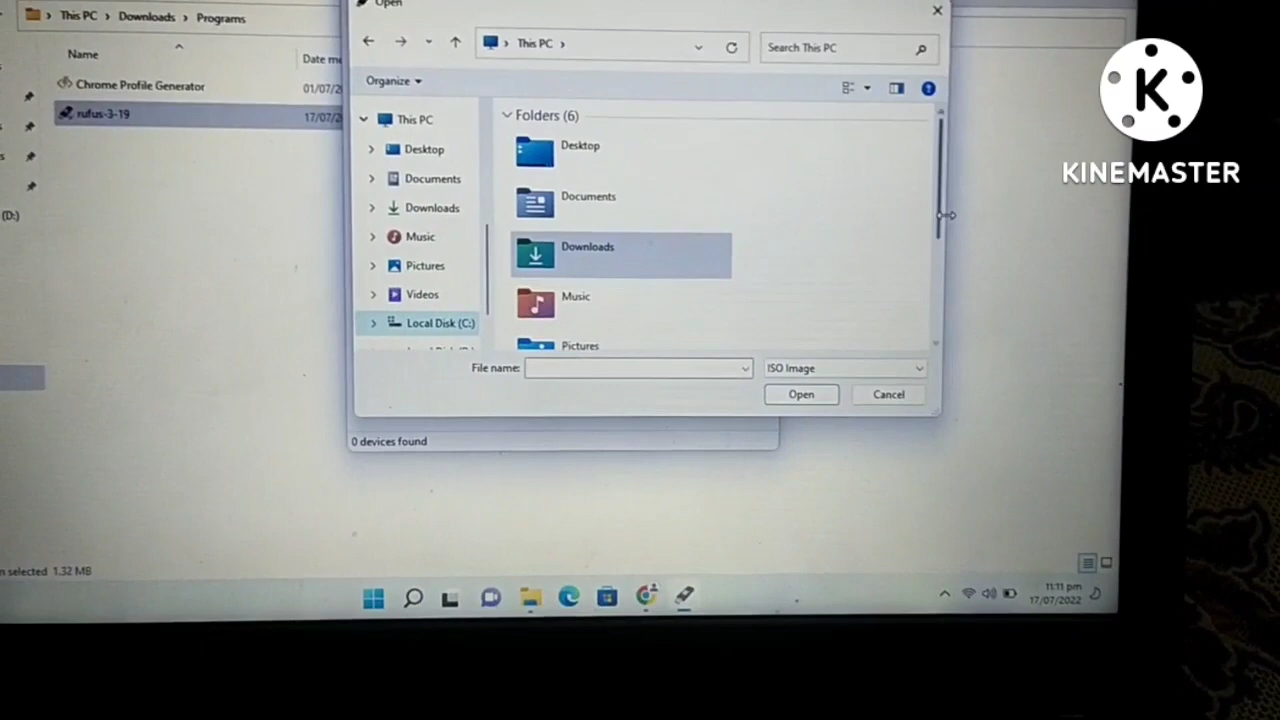 Open
This PC > Downloads > Programs
This PC
Search This PC
Name
Date me
Organize
Chrome Profile Generator
01/07/2
rufus-3-19
17/07/2
This PC
Desktop
Documents
Downloads
Music
Pictures
Videos
Local Disk (C:)
Folders (6)
Desktop
Documents
Downloads
Music
Pictures
(D:)
File name:
ISO Image
Open
Cancel
0 devices found
selected 1.32 MB
11:11 pm
17/07/2022
K
KINEMASTER